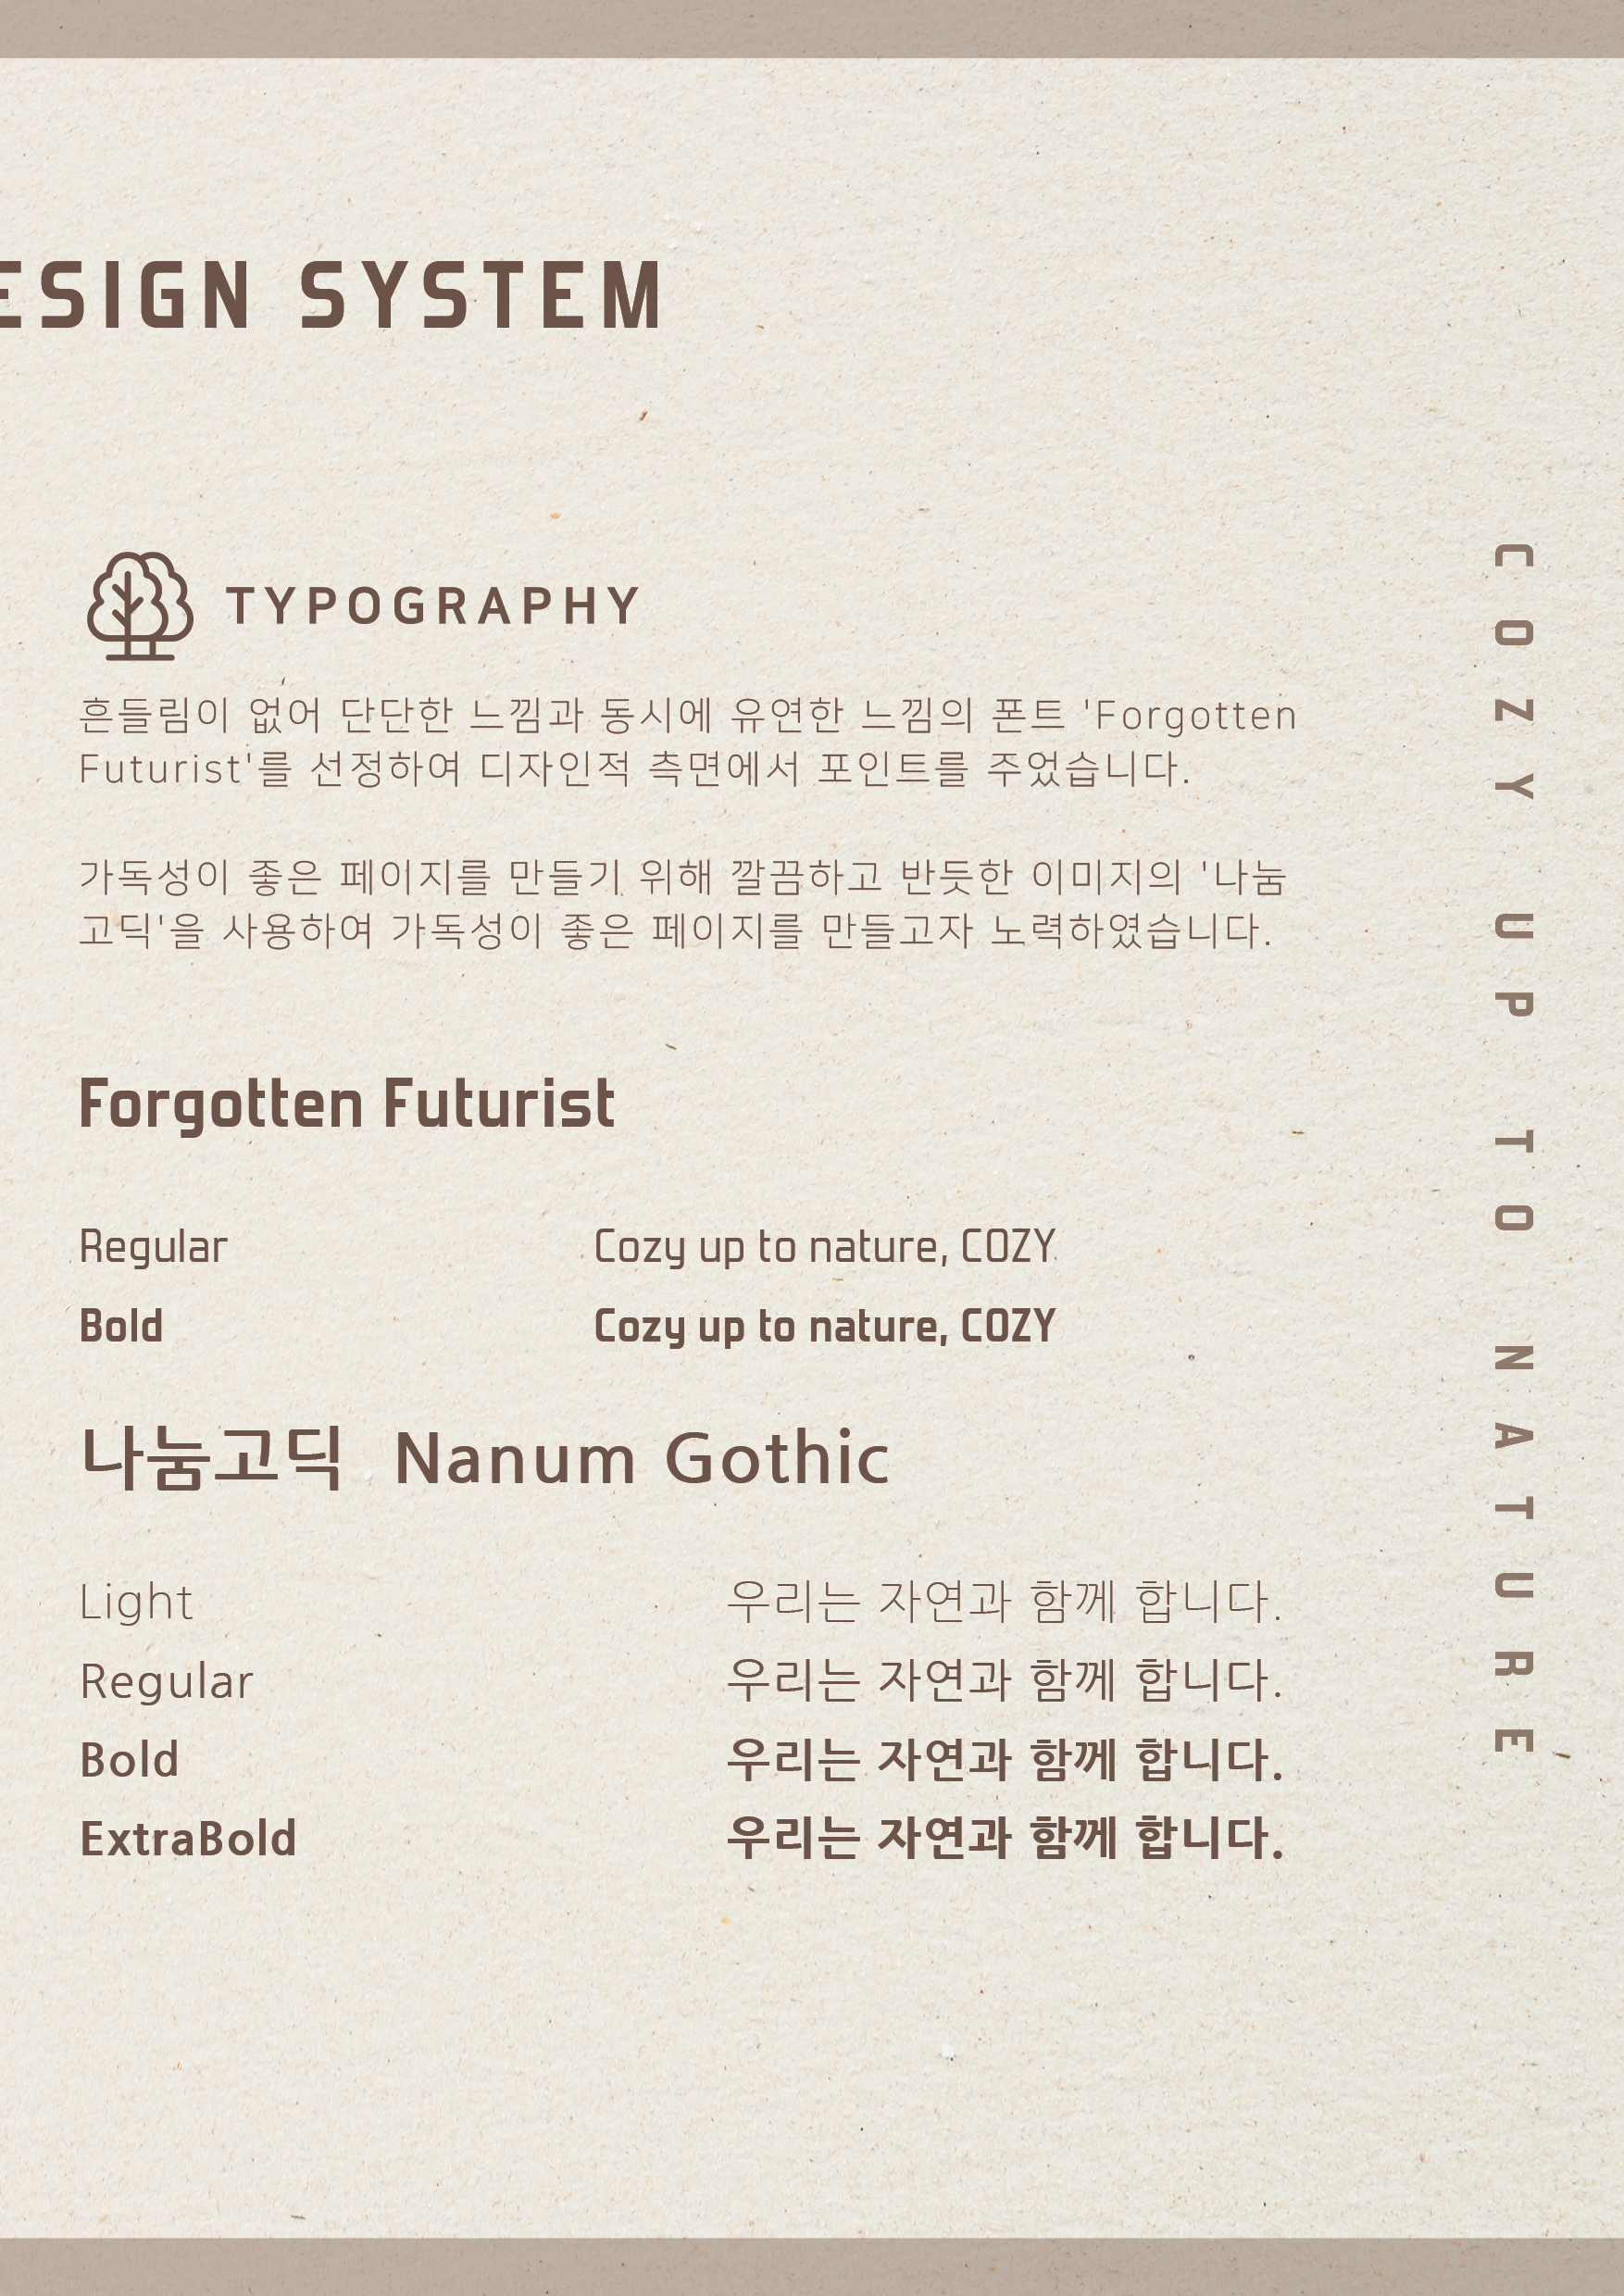 ESIGN SYSTEM
TYPOGRAPHY
흔들림이 없어 단단한 느낌과 동시에 유연한 느낌의 폰트 'Forgotten
Futurist'를 선정하여 디자인적 측면에서 포인트를 주었습니다.
가독성이 좋은 페이지를 만들기 위해 깔끔하고 반듯한 이미지의 '나눔
고딕'을 사용하여 가독성이 좋은 페이지를 만들고자 노력하였습니다.
Forgotten Futurist
Regular Cozy up to nature, COZY
Bold Cozy up to nature, COZY
나눔고딕 Nanum Gothic
Light 우리는 자연과 함께 합니다.
Regular 우리는 자연과 함께 합니다.
Bold 우리는 자연과 함께 합니다.
ExtraBold 우리는 자연과 함께 합니다.
COZY UP TO NATURE